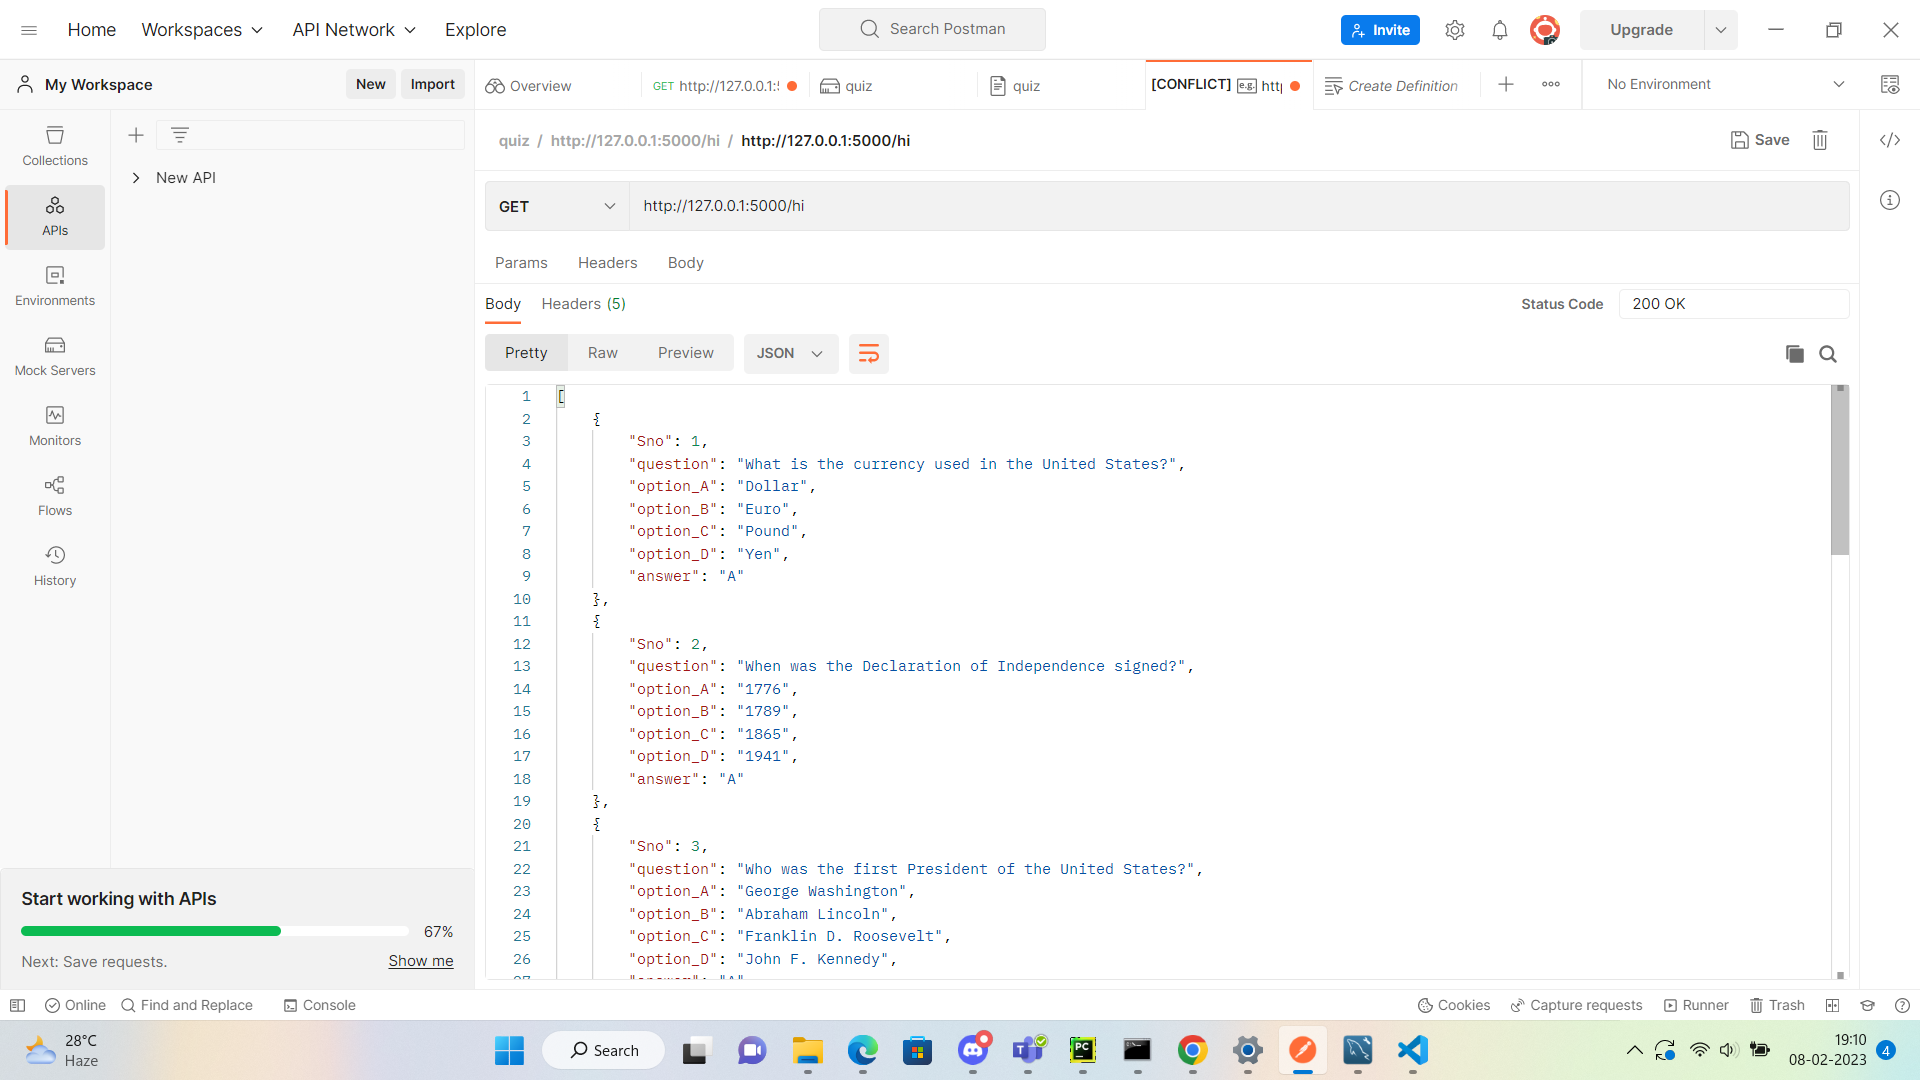 Home
Workspaces
API Network
Explore
Search Postman
Invite
Upgrade
My Workspace
New
Import
Overview
GET http://127.0.0.1:5
quiz
quiz
[CONFLICT] e.g. http
Create Definition
No Environment
Collections
APIs
Environments
Mock Servers
Monitors
Flows
History
New API
quiz / http://127.0.0.1:5000/hi / http://127.0.0.1:5000/hi
Save
GET
http://127.0.0.1:5000/hi
Params
Headers
Body
Body
Headers (5)
Status Code
200 OK
Pretty
Raw
Preview
JSON
1 [
2 {
3 "Sno": 1,
4 "question": "What is the currency used in the United States?",
5 "option_A": "Dollar",
6 "option_B": "Euro",
7 "option_C": "Pound",
8 "option_D": "Yen",
9 "answer": "A"
10 },
11 {
12 "Sno": 2,
13 "question": "When was the Declaration of Independence signed?",
14 "option_A": "1776",
15 "option_B": "1789",
16 "option_C": "1865",
17 "option_D": "1941",
18 "answer": "A"
19 },
20 {
21 "Sno": 3,
22 "question": "Who was the first President of the United States?",
23 "option_A": "George Washington",
24 "option_B": "Abraham Lincoln",
25 "option_C": "Franklin D. Roosevelt",
26 "option_D": "John F. Kennedy",
27 "answer": "A"
Start working with APIs
67%
Next: Save requests.
Show me
Online
Find and Replace
Console
Cookies
Capture requests
Runner
Trash
28°C
Haze
Search
PC
19:10
08-02-2023
4